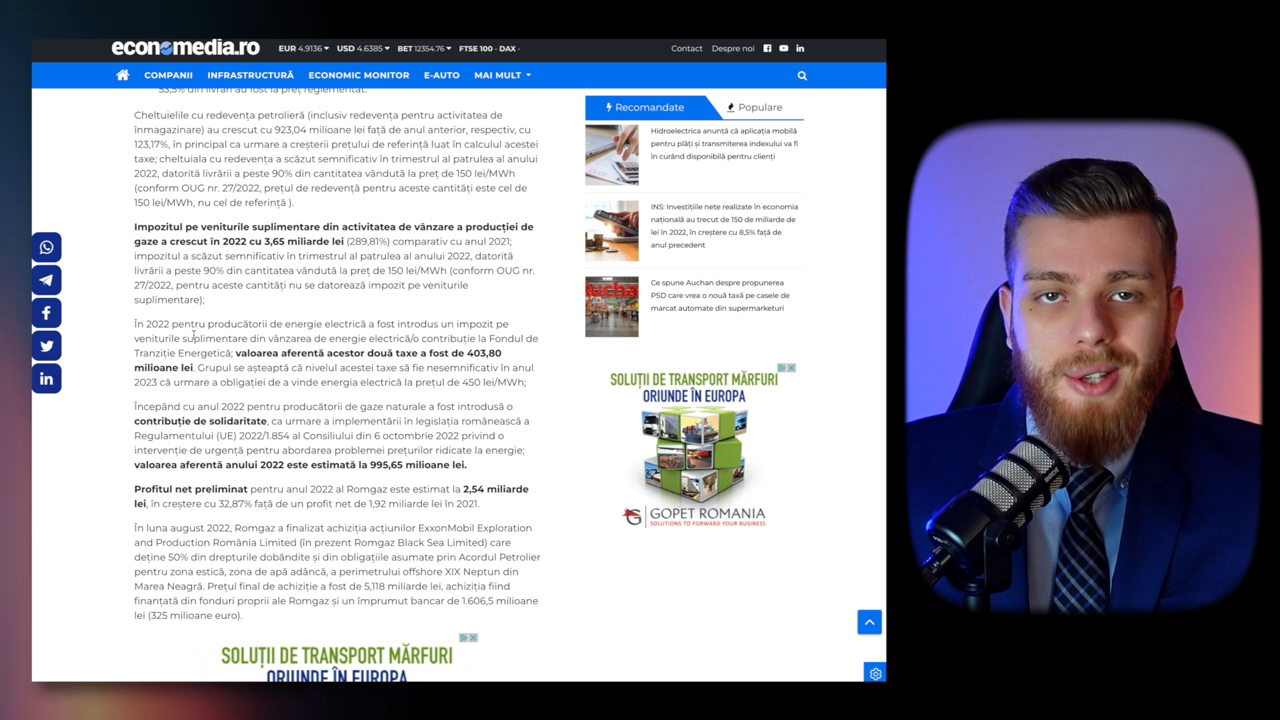 economedia.ro
EUR 4.9136 USD 4.6385 BET 12354.76 FTSE 100 - DAX -
Contact Despre noi
COMPANII INFRASTRUCTURĂ ECONOMIC MONITOR E-AUTO MAI MULT
53,5% din livrări au fost la preț reglementat.
Cheltuielile cu redevența petrolieră (inclusiv redevența pentru activitatea de
înmagazinare) au crescut cu 923,04 milioane lei față de anul anterior, respectiv, cu
123,17%, în principal ca urmare a creșterii prețului de referință luat în calculul acestei
taxe; cheltuiala cu redevența a scăzut semnificativ în trimestrul al patrulea al anului
2022, datorită livrării a peste 90% din cantitatea vândută la preț de 150 lei/MWh
(conform OUG nr. 27/2022, prețul de redevență pentru aceste cantități este cel de
150 lei/MWh, nu cel de referință ).
Impozitul pe veniturile suplimentare din activitatea de vânzare a producției de
gaze a crescut în 2022 cu 3,65 miliarde lei (289,81%) comparativ cu anul 2021;
impozitul a scăzut semnificativ în trimestrul al patrulea al anului 2022, datorită
livrării a peste 90% din cantitatea vândută la preț de 150 lei/MWh (conform OUG nr.
27/2022, pentru aceste cantități nu se datorează impozit pe veniturile
suplimentare);
În 2022 pentru producătorii de energie electrică a fost introdus un impozit pe
veniturile suplimentare din vânzarea de energie electrică/o contribuție la Fondul de
Tranziție Energetică; valoarea aferentă acestor două taxe a fost de 403,80
milioane lei. Grupul se așteaptă că nivelul acestei taxe să fie nesemnificativ în anul
2023 că urmare a obligației de a vinde energia electrică la prețul de 450 lei/MWh;
Începând cu anul 2022 pentru producătorii de gaze naturale a fost introdusă o
contribuție de solidaritate, ca urmare a implementării în legislația românească a
Regulamentului (UE) 2022/1.854 al Consiliului din 6 octombrie 2022 privind o
intervenție de urgență pentru abordarea problemei prețurilor ridicate la energie;
valoarea aferentă anului 2022 este estimată la 995,65 milioane lei.
Profitul net preliminat pentru anul 2022 al Romgaz este estimat la 2,54 miliarde
lei, în creștere cu 32,87% față de un profit net de 1,92 miliarde lei în 2021.
În luna august 2022, Romgaz a finalizat achiziția acțiunilor ExxonMobil Exploration
and Production România Limited (în prezent Romgaz Black Sea Limited) care
deține 50% din drepturile dobândite și din obligațiile asumate prin Acordul Petrolier
pentru zona estică, zona de apă adâncă, a perimetrului offshore XIX Neptun din
Marea Neagră. Prețul final de achiziție a fost de 5,118 miliarde lei, achiziția fiind
finanțată din fonduri proprii ale Romgaz și un împrumut bancar de 1.606,5 milioane
lei (325 milioane euro).
SOLUȚII DE TRANSPORT MĂRFURI
ORIUNDE ÎN EUROPA
Recomandate Populare
Hidroelectrica anunță că aplicația mobilă
pentru plăți și transmiterea indexului va fi
în curând disponibilă pentru clienți
INS: Investițiile nete realizate în economia
națională au trecut de 150 de miliarde de
lei în 2022, în creștere cu 8,5% față de
anul precedent
Ce spune Auchan despre propunerea
PSD care vrea o nouă taxă pe casele de
marcat automate din supermarketuri
SOLUȚII DE TRANSPORT MĂRFURI
ORIUNDE ÎN EUROPA
GOPET ROMANIA
SOLUTIONS TO FORWARD YOUR BUSINESS